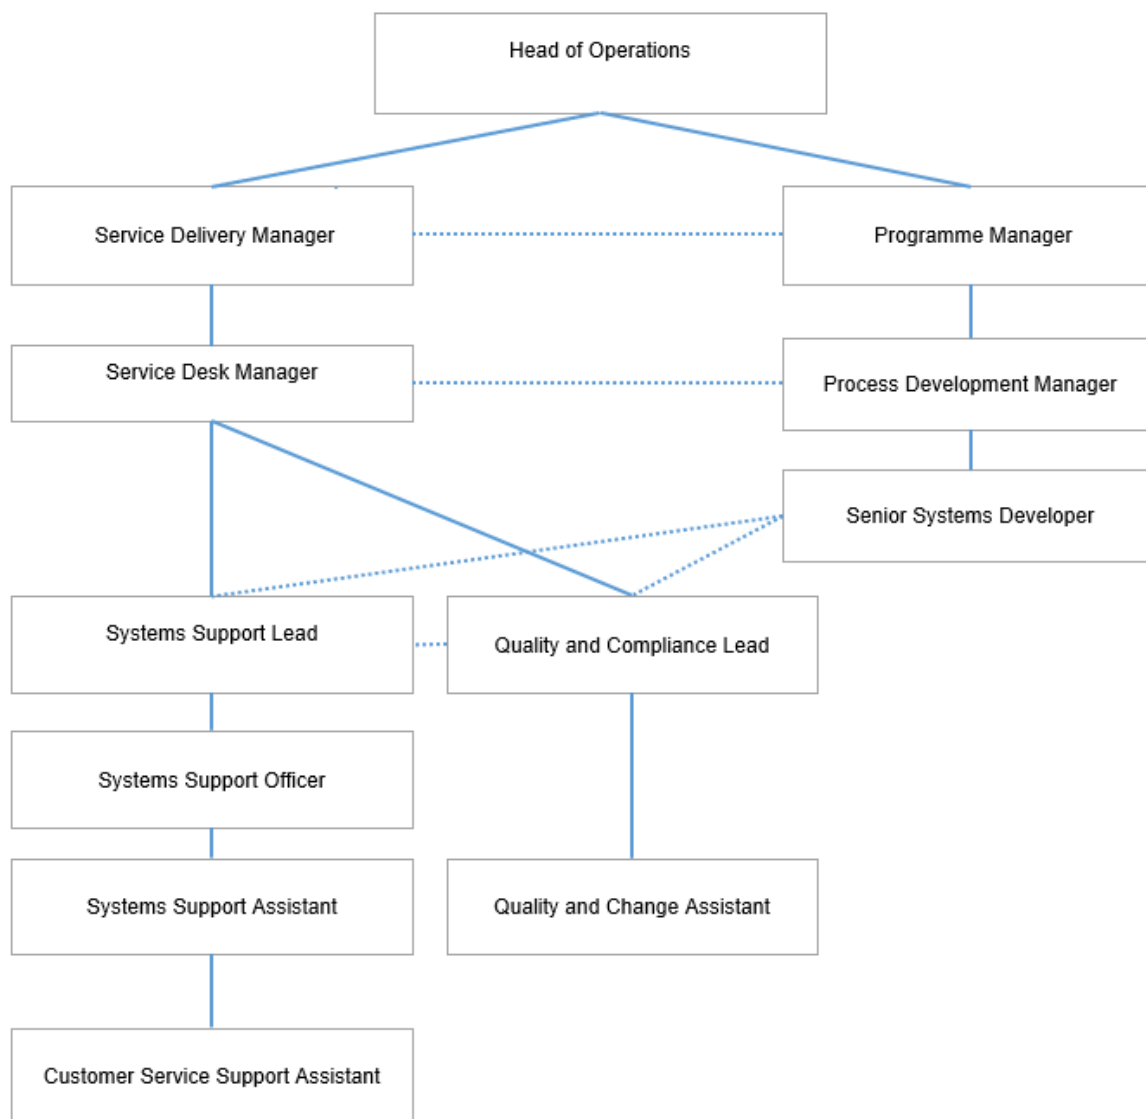 Head of Operations
Service Delivery Manager
Programme Manager
Service Desk Manager
Process Development Manager
Senior Systems Developer
Systems Support Lead
Quality and Compliance Lead
Systems Support Officer
Systems Support Assistant
Quality and Change Assistant
Customer Service Support Assistant